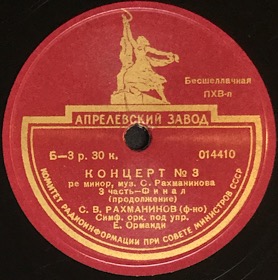 Бесшеллачная
ПХВ-п
АПРЕЛЕВСКИЙ ЗАВОД
Б—3 р. 30 к.
014410
КОНЦЕРТ № 3
ре минор, муз. С. Рахманинова
3 часть—Финал
(продолжение)
С. В. РАХМАНИНОВ (ф-но)
Симф. орк. под упр.
Е. Орманди
КОМИТЕТ РАДИОИНФОРМАЦИИ ПРИ СОВЕТЕ МИНИСТРОВ СССР